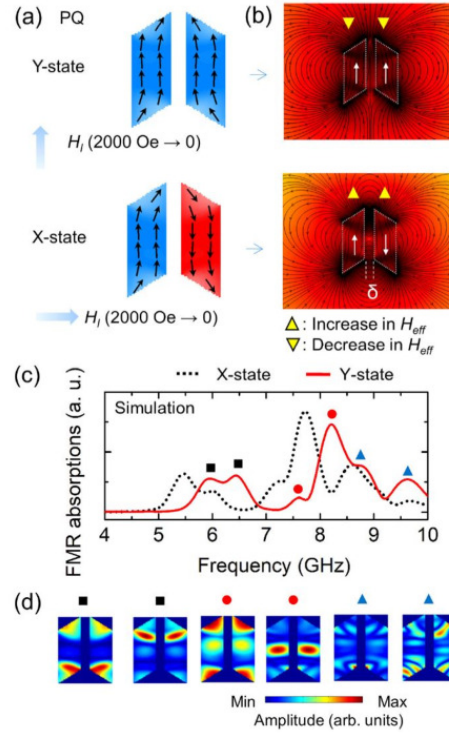 (a)
PQ
Y-state
H_I (2000 Oe → 0)
X-state
H_I (2000 Oe → 0)
(b)
δ
△: Increase in H_eff
▽: Decrease in H_eff
(c)
X-state
Y-state
Simulation
FMR absorptions (a. u.)
4 5 6 7 8 9 10
Frequency (GHz)
(d)
Min Max
Amplitude (arb. units)